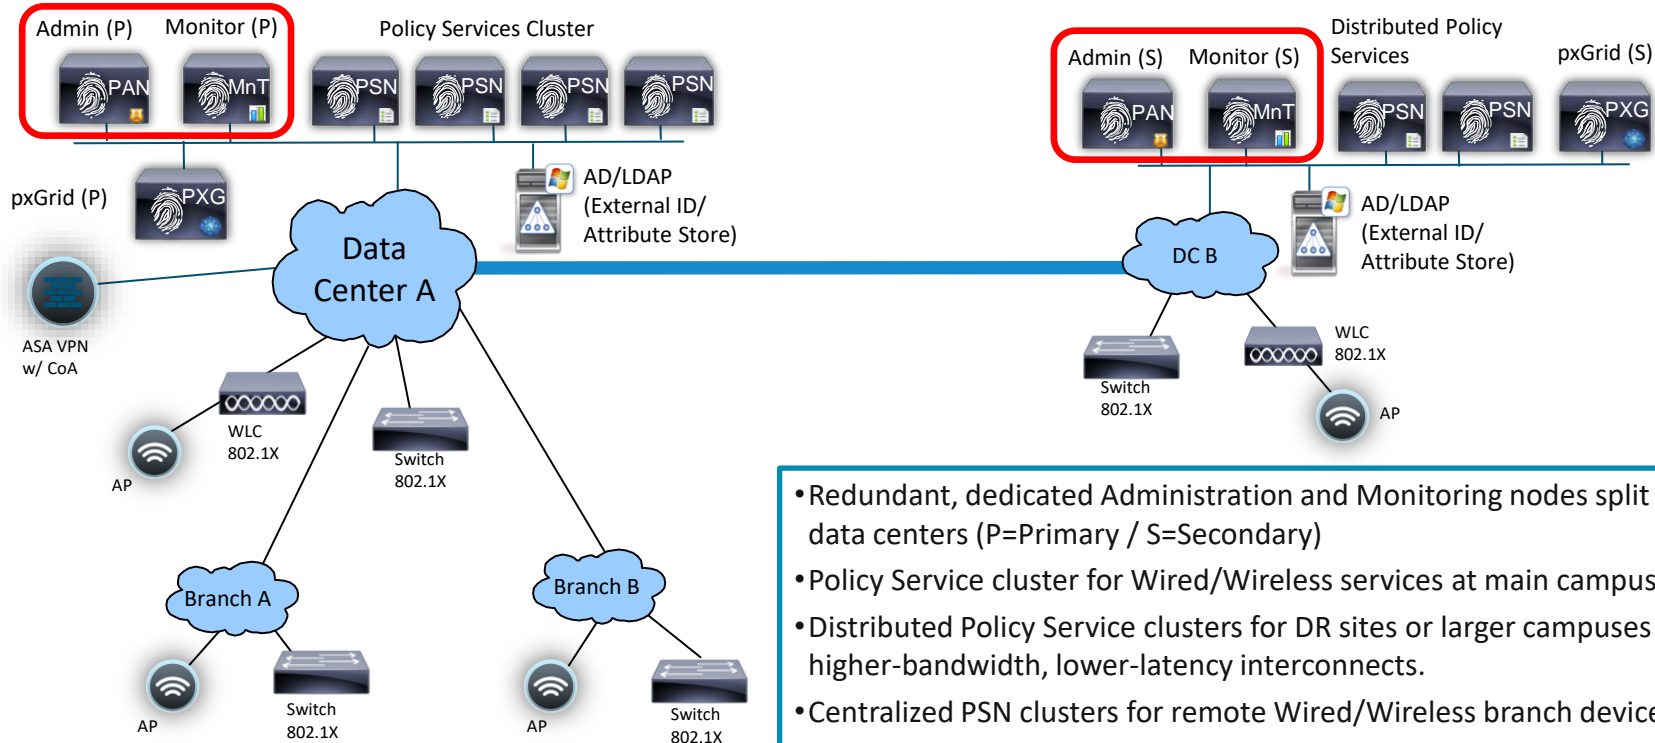 Admin (P)
Monitor (P)
Policy Services Cluster
PAN
MnT
PSN
PSN
PSN
PSN
pxGrid (P)
PXG
AD/LDAP
(External ID/
Attribute Store)
Data
Center A
ASA VPN
w/ CoA
WLC
802.1X
AP
Switch
802.1X
Branch A
AP
Switch
802.1X
Branch B
AP
Switch
802.1X
Admin (S)
Monitor (S)
Distributed Policy
Services
pxGrid (S)
PAN
MnT
PSN
PSN
PXG
AD/LDAP
(External ID/
Attribute Store)
DC B
Switch
802.1X
WLC
802.1X
AP
•Redundant, dedicated Administration and Monitoring nodes split
data centers (P=Primary / S=Secondary)
•Policy Service cluster for Wired/Wireless services at main campus
•Distributed Policy Service clusters for DR sites or larger campuses
higher-bandwidth, lower-latency interconnects.
•Centralized PSN clusters for remote Wired/Wireless branch device